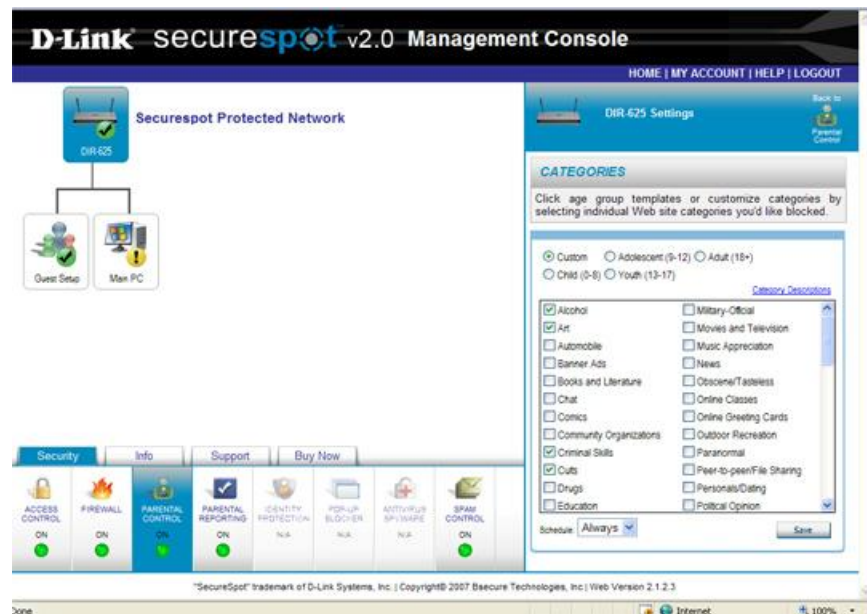 D-Link securespot v2.0 Management Console
HOME | MY ACCOUNT | HELP | LOGOUT
DIR-625
Securespot Protected Network
Guest Setup
Main PC
DIR-625 Settings
Back to
Parental
Control
CATEGORIES
Click age group templates or customize categories by
selecting individual Web site categories you'd like blocked.
Custom Adolescent (9-12) Adult (18+)
Child (0-8) Youth (13-17)
Category Descriptions
Alcohol Military-Official
Art Movies and Television
Automobile Music Appreciation
Banner Ads News
Books and Literature Obscene/Tasteless
Chat Online Classes
Comics Online Greeting Cards
Community Organizations Outdoor Recreation
Criminal Skills Paranormal
Cults Peer-to-peer/File Sharing
Drugs Personals/Dating
Education Political Opinion
Schedule: Always Save
Security Info Support Buy Now
ACCESS CONTROL ON
FIREWALL ON
PARENTAL CONTROL ON
PARENTAL REPORTING ON
IDENTITY PROTECTION N/A
POP-UP BLOCKER N/A
ANTIVIRUS SPYWARE N/A
SPAM CONTROL ON
"SecureSpot" trademark of D-Link Systems, Inc. | Copyright© 2007 Bsecure Technologies, Inc | Web Version 2.1.2.3
Done Internet 100%